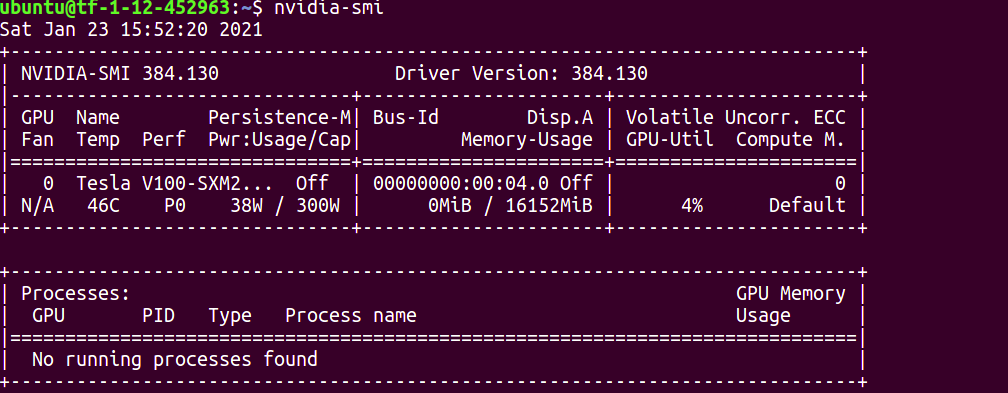 ubuntu@tf-1-12-452963:~$ nvidia-smi
Sat Jan 23 15:52:20 2021
+-----------------------------------------------------------------------------+
| NVIDIA-SMI 384.130                Driver Version: 384.130                   |
|-------------------------------+----------------------+----------------------+
| GPU  Name        Persistence-M| Bus-Id        Disp.A | Volatile Uncorr. ECC |
| Fan  Temp  Perf  Pwr:Usage/Cap|         Memory-Usage | GPU-Util  Compute M. |
|===============================+======================+======================|
|   0  Tesla V100-SXM2...  Off  | 00000000:00:04.0 Off |                    0 |
| N/A   46C    P0    38W / 300W |      0MiB / 16152MiB |      4%      Default |
+-------------------------------+----------------------+----------------------+
+-----------------------------------------------------------------------------+
| Processes:                                                       GPU Memory |
|  GPU       PID   Type   Process name                             Usage      |
|=============================================================================|
|  No running processes found                                                 |
+-----------------------------------------------------------------------------+